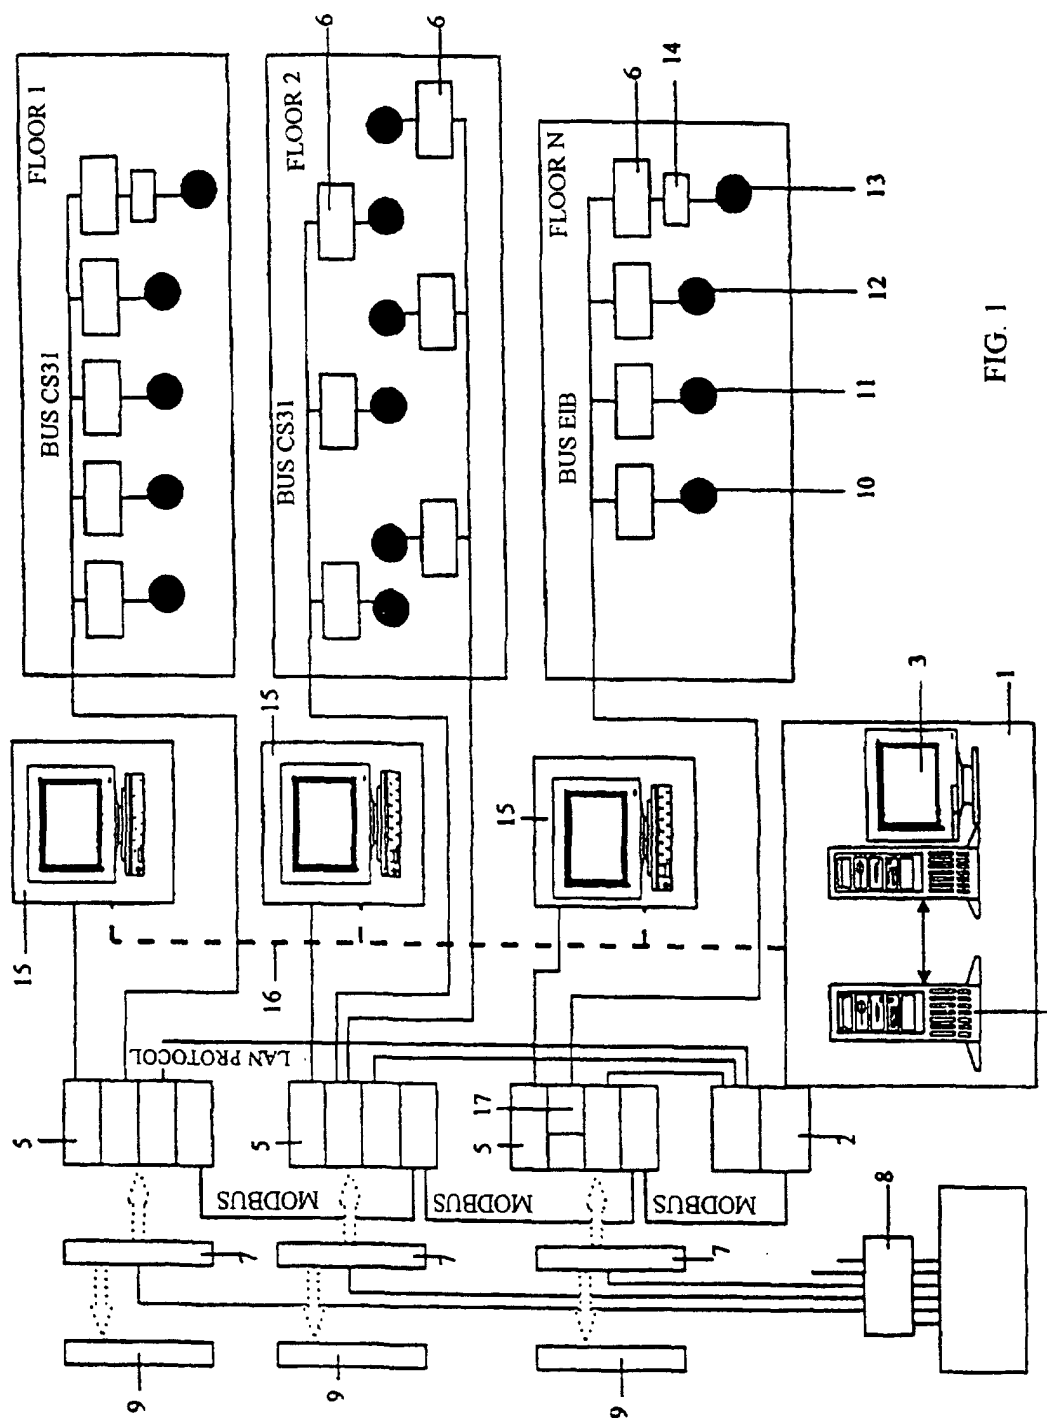 FLOOR 1
BUS CS31
15
5
7
9
6
6
FLOOR 2
BUS CS31
15
16
LAN PROTOCOL
5
MODBUS
7
9
FLOOR N
BUS EIB
6
14
13
12
11
10
15
17
5
MODBUS
7
9
3
1
2
MODBUS
8
FIG. 1